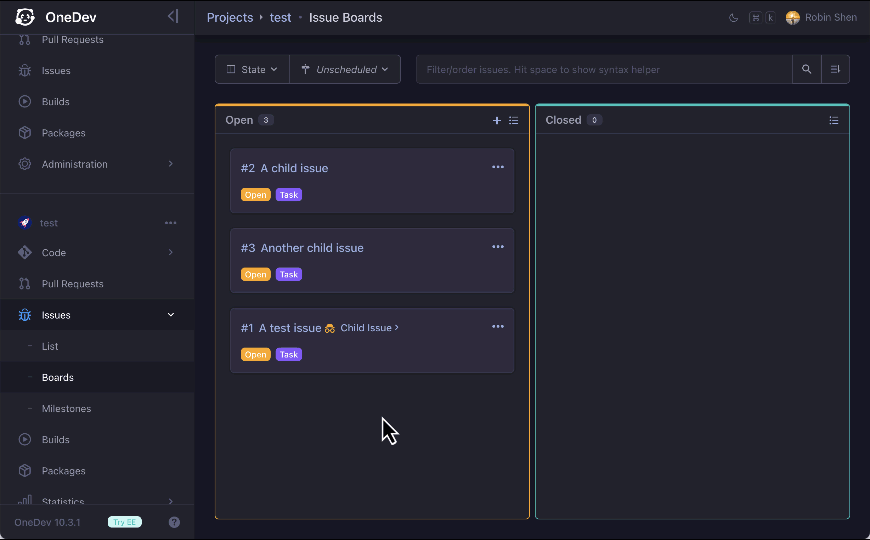 OneDev
Pull Requests
Issues
Builds
Packages
Administration
test
Code
Pull Requests
Issues
List
Boards
Milestones
Builds
Packages
Statistics
OneDev 10.3.1
Try EE
?
Projects test Issue Boards
⌘ k Robin Shen
State
Unscheduled
Filter/order issues. Hit space to show syntax helper
Open 3
#2 A child issue
Open Task
#3 Another child issue
Open Task
#1 A test issue Child Issue
Open Task
Closed 0